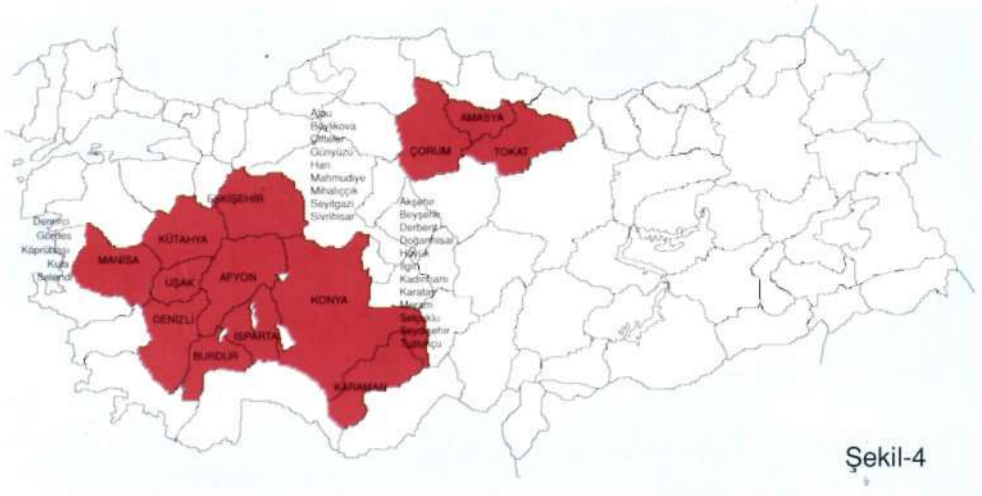 AMASYA
ÇORUM
TOKAT
Alpu
Beylikova
Çifteler
Günyüzü
Han
Mahmudiye
Mihalıççık
Seyitgazi
Sivrihisar
ESKİŞEHİR
Demirci
Gördes
Köprübaşı
Kula
Selendi
KÜTAHYA
MANİSA
UŞAK
AFYON
DENİZLİ
ISPARTA
BURDUR
KONYA
KARAMAN
Akşehir
Beyşehir
Derbent
Doğanhisar
Hüyük
Ilgın
Kadınhanı
Karatay
Meram
Selçuklu
Seydişehir
Tuzlukçu
Şekil-4